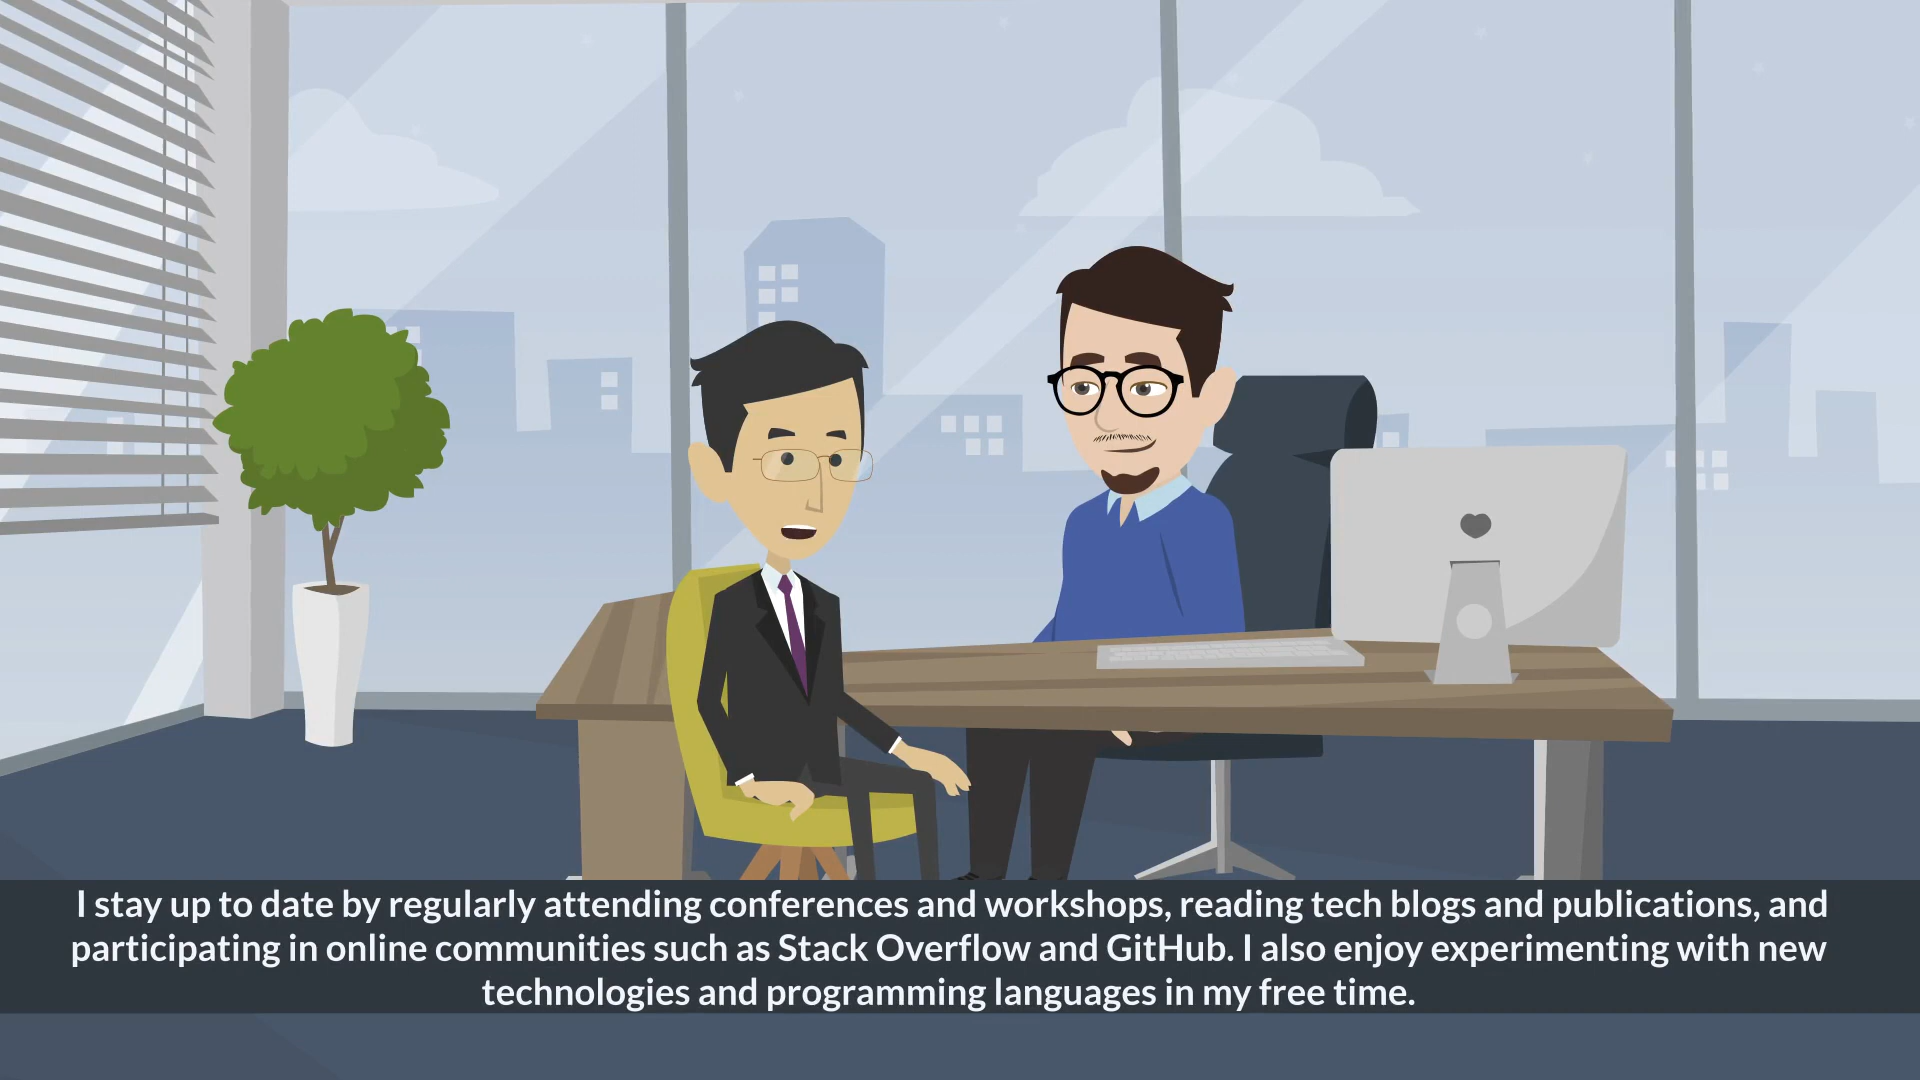 I stay up to date by regularly attending conferences and workshops, reading tech blogs and publications, and
participating in online communities such as Stack Overflow and GitHub. I also enjoy experimenting with new
technologies and programming languages in my free time.